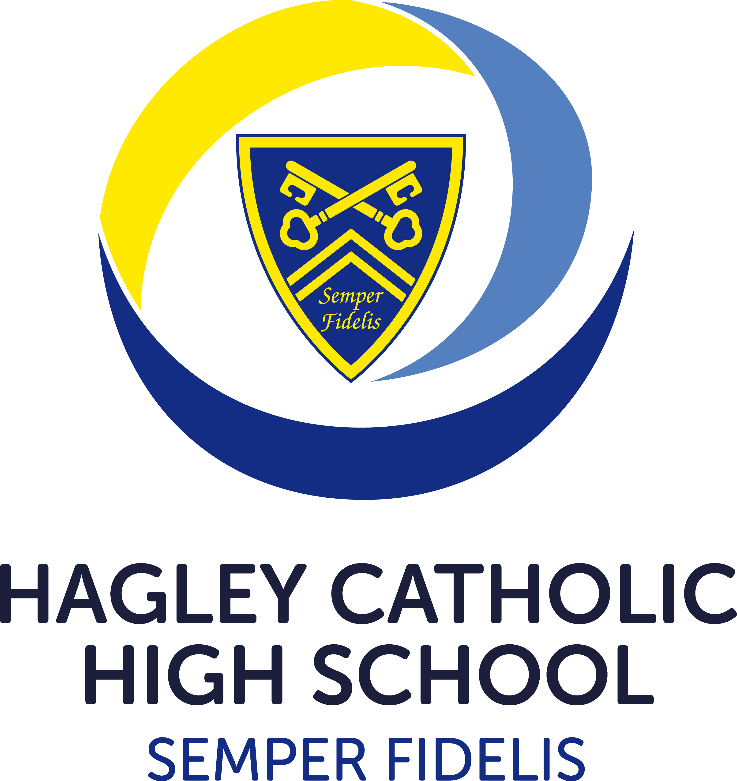 Semper
Fidelis
HAGLEY CATHOLIC
HIGH SCHOOL
SEMPER FIDELIS